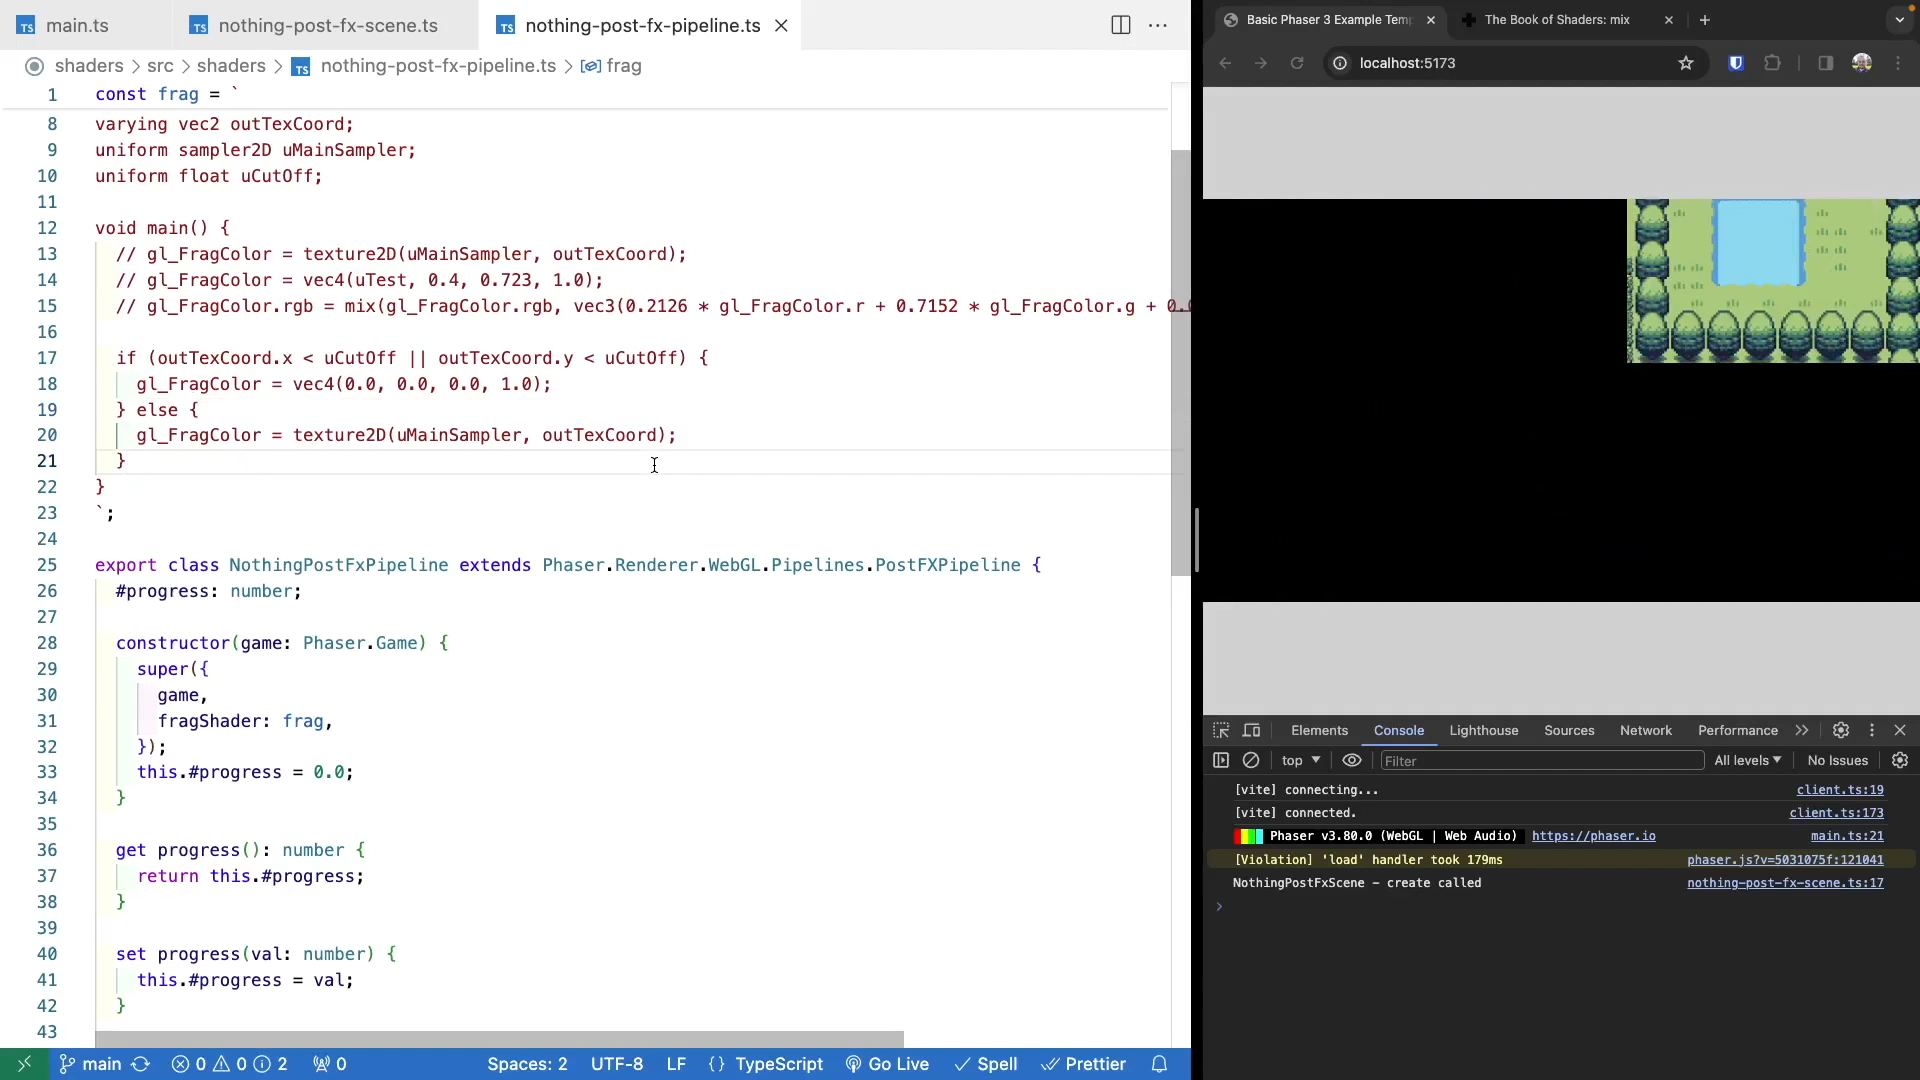 main.ts
nothing-post-fx-scene.ts
nothing-post-fx-pipeline.ts
shaders > src > shaders > nothing-post-fx-pipeline.ts > frag
1 const frag = `
8 varying vec2 outTexCoord;
9 uniform sampler2D uMainSampler;
10 uniform float uCutOff;
11
12 void main() {
13 // gl_FragColor = texture2D(uMainSampler, outTexCoord);
14 // gl_FragColor = vec4(uTest, 0.4, 0.723, 1.0);
15 // gl_FragColor.rgb = mix(gl_FragColor.rgb, vec3(0.2126 * gl_FragColor.r + 0.7152 * gl_FragColor.g + 0.
16
17 if (outTexCoord.x < uCutOff || outTexCoord.y < uCutOff) {
18 gl_FragColor = vec4(0.0, 0.0, 0.0, 1.0);
19 } else {
20 gl_FragColor = texture2D(uMainSampler, outTexCoord);
21 }
22 }
23 `;
24
25 export class NothingPostFxPipeline extends Phaser.Renderer.WebGL.Pipelines.PostFXPipeline {
26 #progress: number;
27
28 constructor(game: Phaser.Game) {
29 super({
30 game,
31 fragShader: frag,
32 });
33 this.#progress = 0.0;
34 }
35
36 get progress(): number {
37 return this.#progress;
38 }
39
40 set progress(val: number) {
41 this.#progress = val;
42 }
43
main 0 0 2 0 Spaces: 2 UTF-8 LF {} TypeScript Go Live Spell Prettier
Basic Phaser 3 Example Temp
The Book of Shaders: mix
localhost:5173
Elements Console Lighthouse Sources Network Performance
top Filter All levels No Issues
[vite] connecting... client.ts:19
[vite] connected. client.ts:173
Phaser v3.80.0 (WebGL | Web Audio) https://phaser.io main.ts:21
[Violation] 'load' handler took 179ms phaser.js?v=5031075f:121041
NothingPostFxScene – create called nothing-post-fx-scene.ts:17